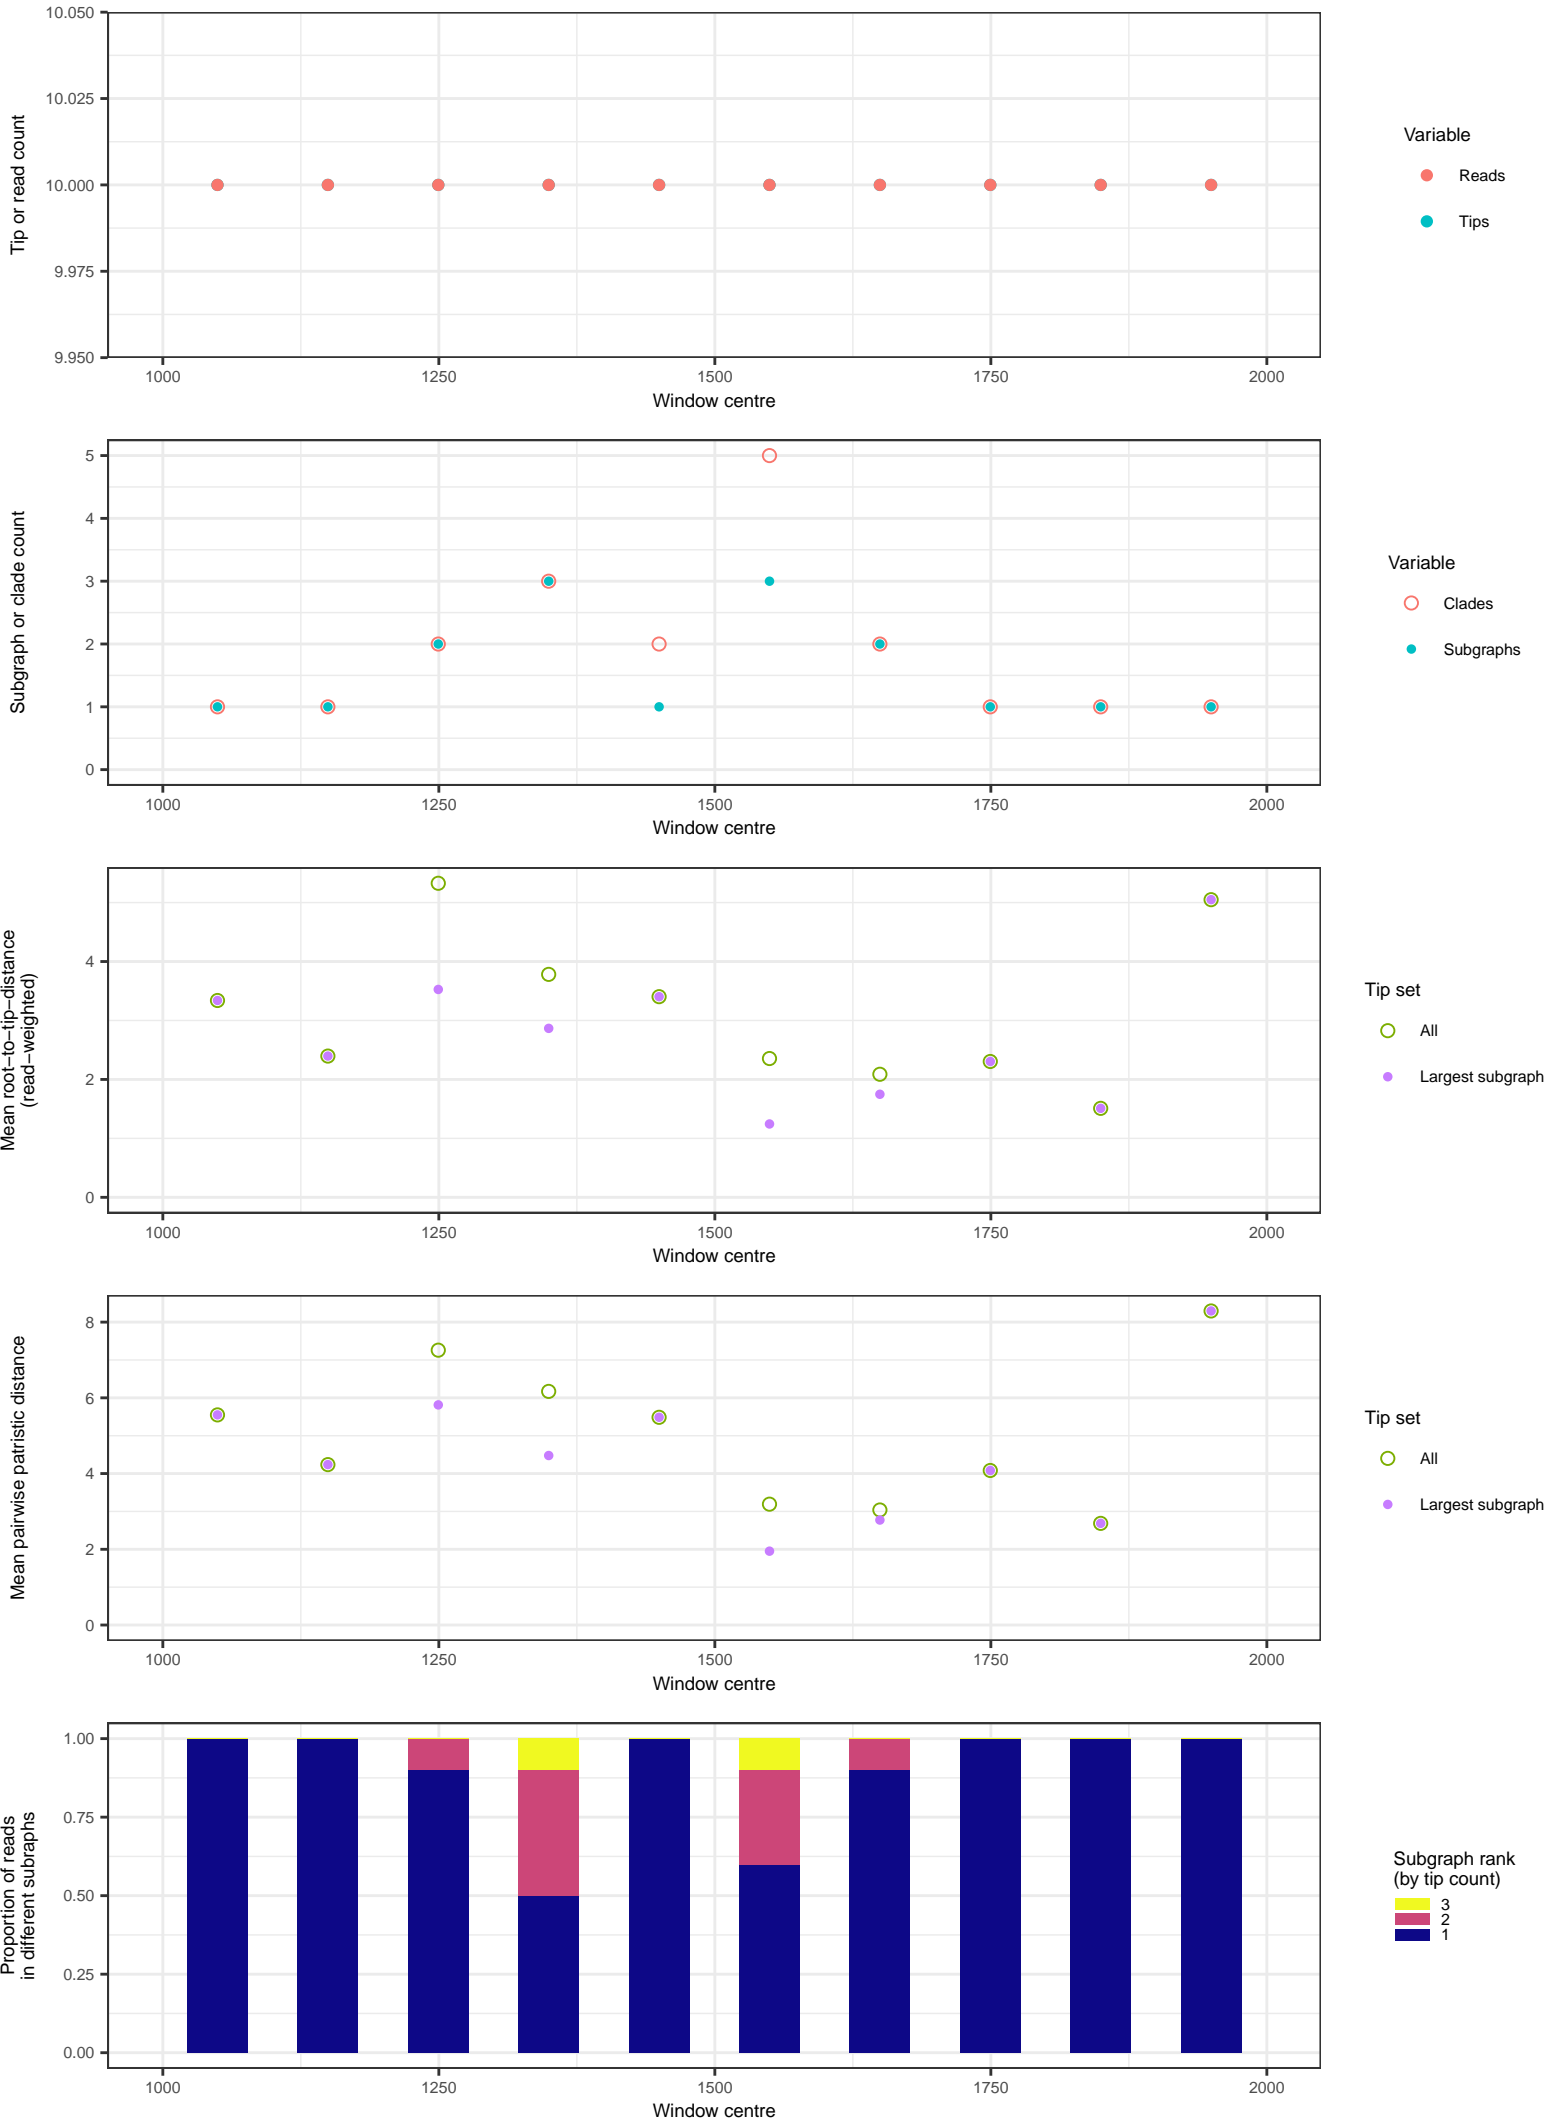 10.050
10.025
10.000
9.975
9.950
Tip or read count
1000 1250 1500 1750 2000
Window centre
Variable
Reads
Tips
5
4
3
2
1
0
Subgraph or clade count
1000 1250 1500 1750 2000
Window centre
Variable
Clades
Subgraphs
4
2
0
Mean root−to−tip−distance
(read−weighted)
1000 1250 1500 1750 2000
Window centre
Tip set
All
Largest subgraph
8
6
4
2
0
Mean pairwise patristic distance
1000 1250 1500 1750 2000
Window centre
Tip set
All
Largest subgraph
1.00
0.75
0.50
0.25
0.00
Proportion of reads
in different subraphs
1000 1250 1500 1750 2000
Window centre
Subgraph rank
(by tip count)
3
2
1